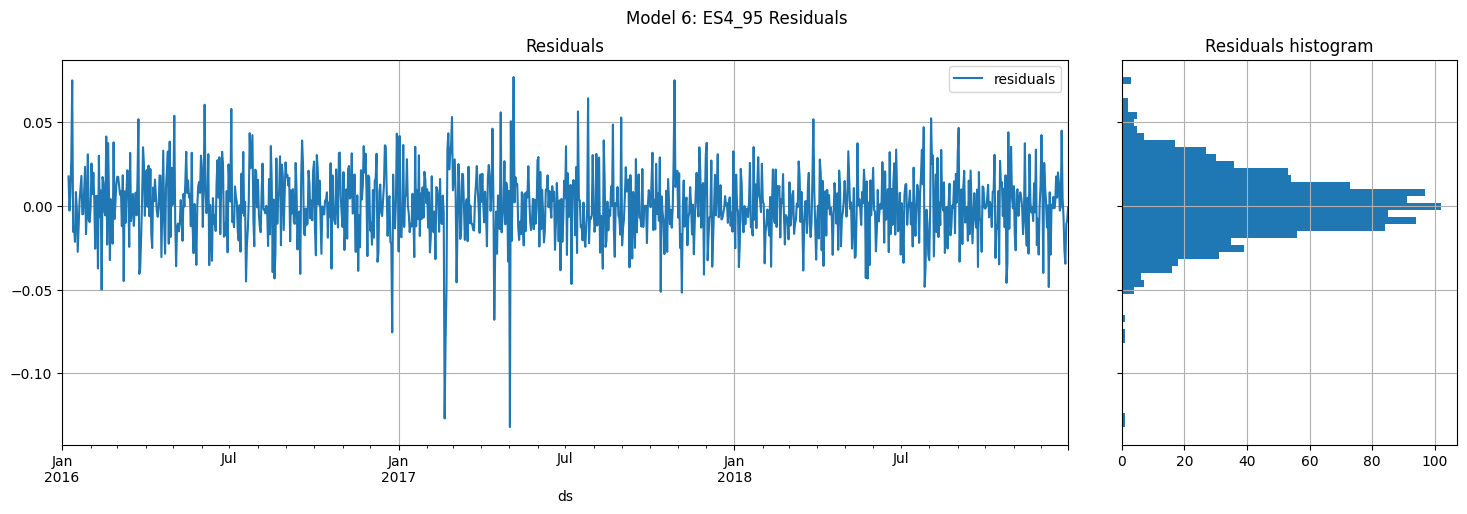 Model 6: ES4_95 Residuals
Residuals
Residuals histogram
residuals
0.05
0.00
−0.05
−0.10
Jan
2016
Jul
Jan
2017
Jul
Jan
2018
Jul
ds
0
20
40
60
80
100